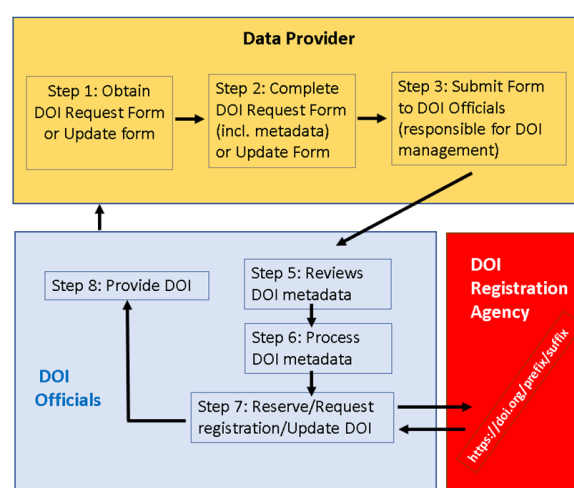 Data Provider
Step 1: Obtain
DOI Request Form
or Update form
Step 2: Complete
DOI Request Form
(incl. metadata)
or Update Form
Step 3: Submit Form
to DOI Officials
(responsible for DOI
management)
Step 8: Provide DOI
Step 5: Reviews
DOI metadata
Step 6: Process
DOI metadata
Step 7: Reserve/Request
registration/Update DOI
DOI
Officials
DOI
Registration
Agency
https://doi.org/prefix/suffix